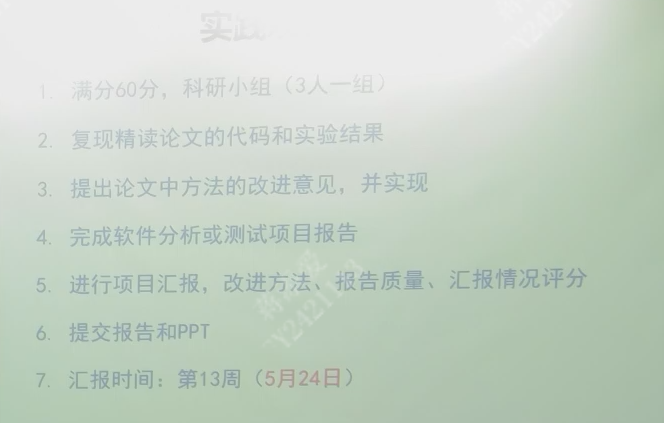 实践
1. 满分60分，科研小组（3人一组）
2. 复现精读论文的代码和实验结果
3. 提出论文中方法的改进意见，并实现
4. 完成软件分析或测试项目报告
5. 进行项目汇报，改进方法、报告质量、汇报情况评分
6. 提交报告和PPT
7. 汇报时间：第13周（5月24日）